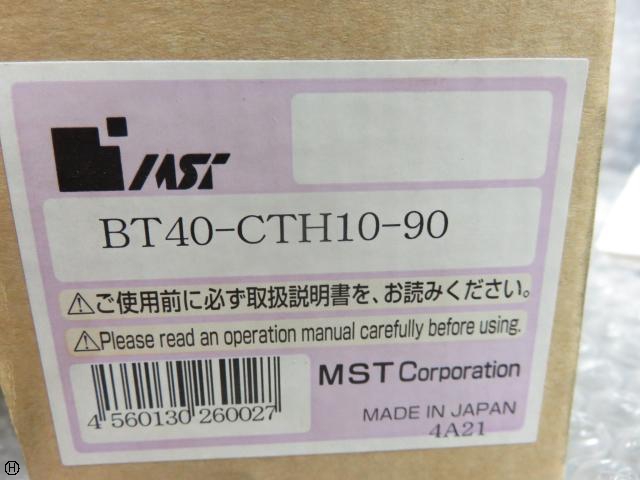 MST
BT40-CTH10-90
⚠ご使用前に必ず取扱説明書を、お読みください。
⚠Please read an operation manual carefully before using.
4 560130 260027
MST Corporation
MADE IN JAPAN
4A21
H